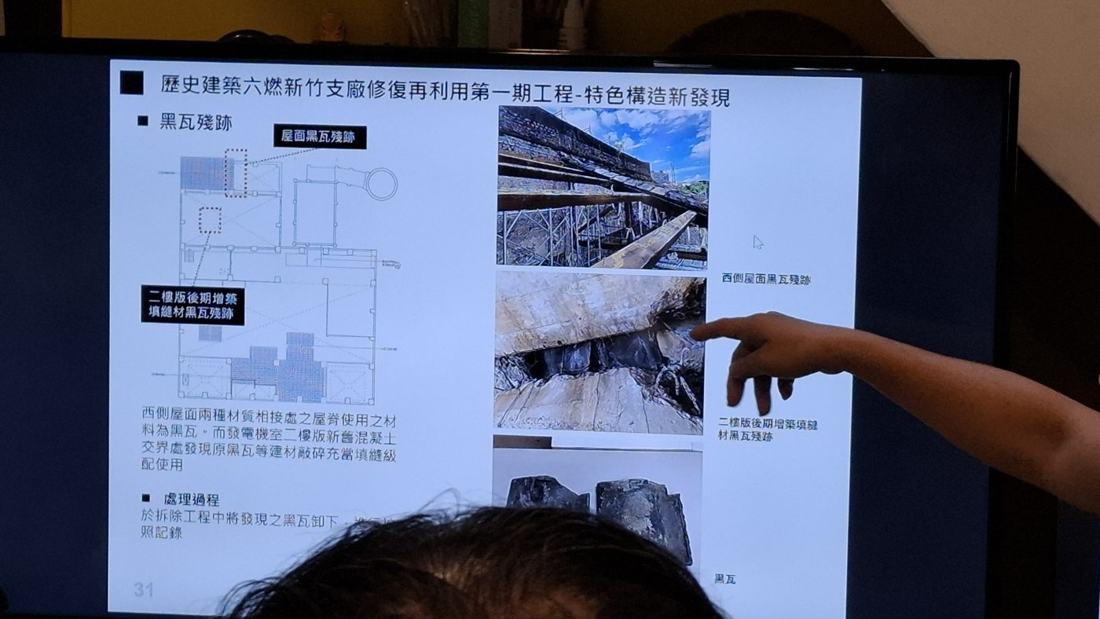 歷史建築六燃新竹支廠修復再利用第一期工程-特色構造新發現
黑瓦殘跡
屋面黑瓦殘跡
二樓版後期增築
填縫材黑瓦殘跡
西側屋面兩種材質相接處之屋脊使用之材
料為黑瓦。而發電機室二樓版新舊混凝土
交界處發現原黑瓦等建材敲碎充當填縫級
配使用
處理過程
於拆除工程中將發現之黑瓦卸下，進行
照記錄
31
西側屋面黑瓦殘跡
二樓版後期增築填縫
材黑瓦殘跡
黑瓦